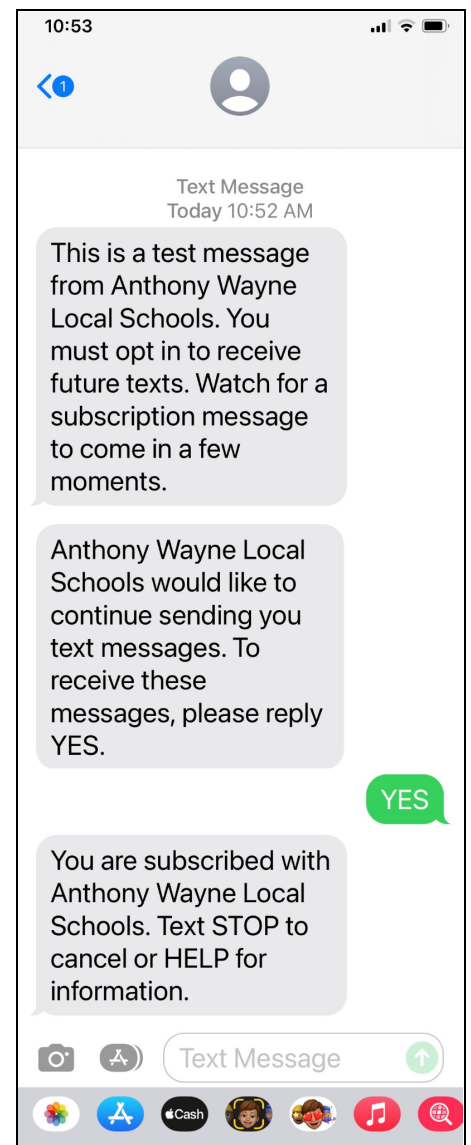 10:53
1
Text Message
Today 10:52 AM
This is a test message
from Anthony Wayne
Local Schools. You
must opt in to receive
future texts. Watch for a
subscription message
to come in a few
moments.
Anthony Wayne Local
Schools would like to
continue sending you
text messages. To
receive these
messages, please reply
YES.
YES
You are subscribed with
Anthony Wayne Local
Schools. Text STOP to
cancel or HELP for
information.
Text Message
Cash